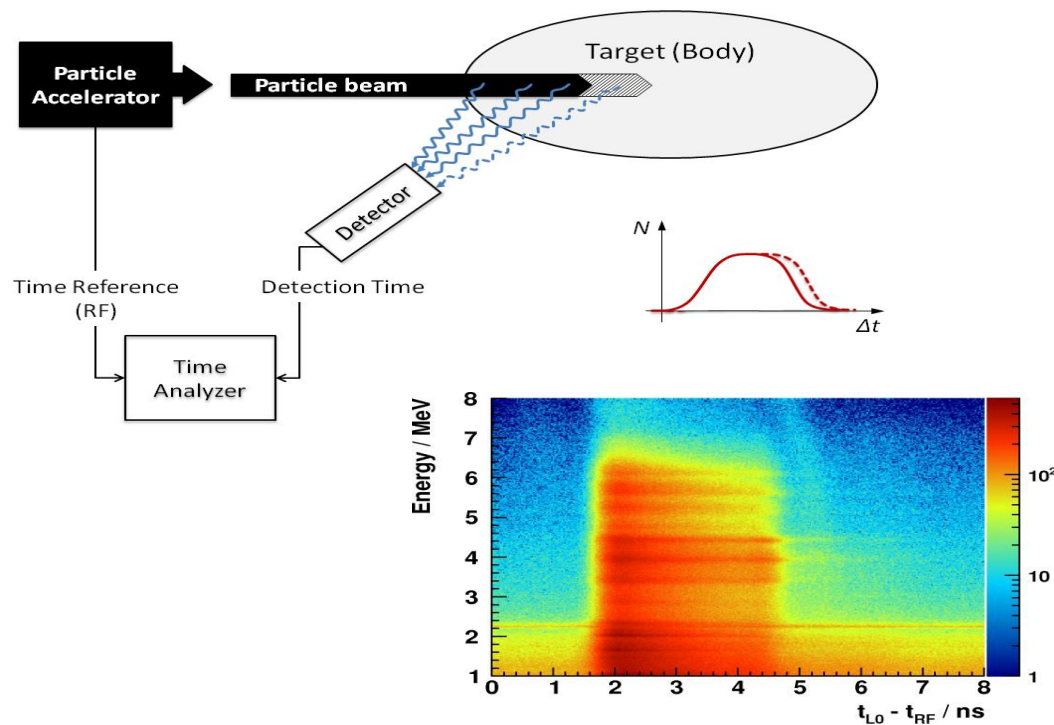 Particle
Accelerator
Particle beam
Target (Body)
Detector
Time Reference
(RF)
Detection Time
Time
Analyzer
N
Δt
Energy / MeV
8
7
6
5
4
3
2
1
0 1 2 3 4 5 6 7 8
t_L0 - t_RF / ns
10²
10
1